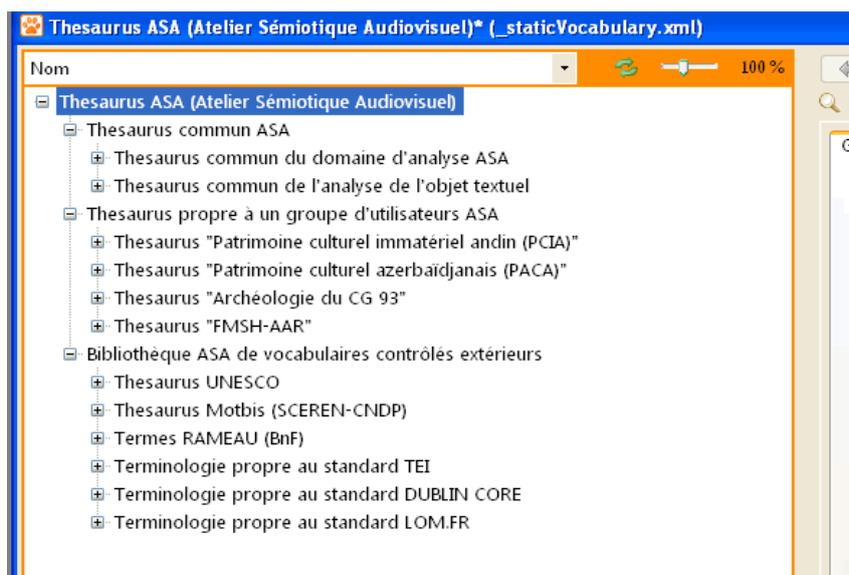 Thesaurus ASA (Atelier Sémiotique Audiovisuel)* (_staticVocabulary.xml)
Nom 100 %
Thesaurus ASA (Atelier Sémiotique Audiovisuel)
Thesaurus commun ASA
Thesaurus commun du domaine d'analyse ASA
Thesaurus commun de l'analyse de l'objet textuel
Thesaurus propre à un groupe d'utilisateurs ASA
Thesaurus "Patrimoine culturel immatériel andin (PCIA)"
Thesaurus "Patrimoine culturel azerbaïdjanais (PACA)"
Thesaurus "Archéologie du CG 93"
Thesaurus "FMSH-AAR"
Bibliothèque ASA de vocabulaires contrôlés extérieurs
Thesaurus UNESCO
Thesaurus Motbis (SCEREN-CNDP)
Termes RAMEAU (BnF)
Terminologie propre au standard TEI
Terminologie propre au standard DUBLIN CORE
Terminologie propre au standard LOM.FR